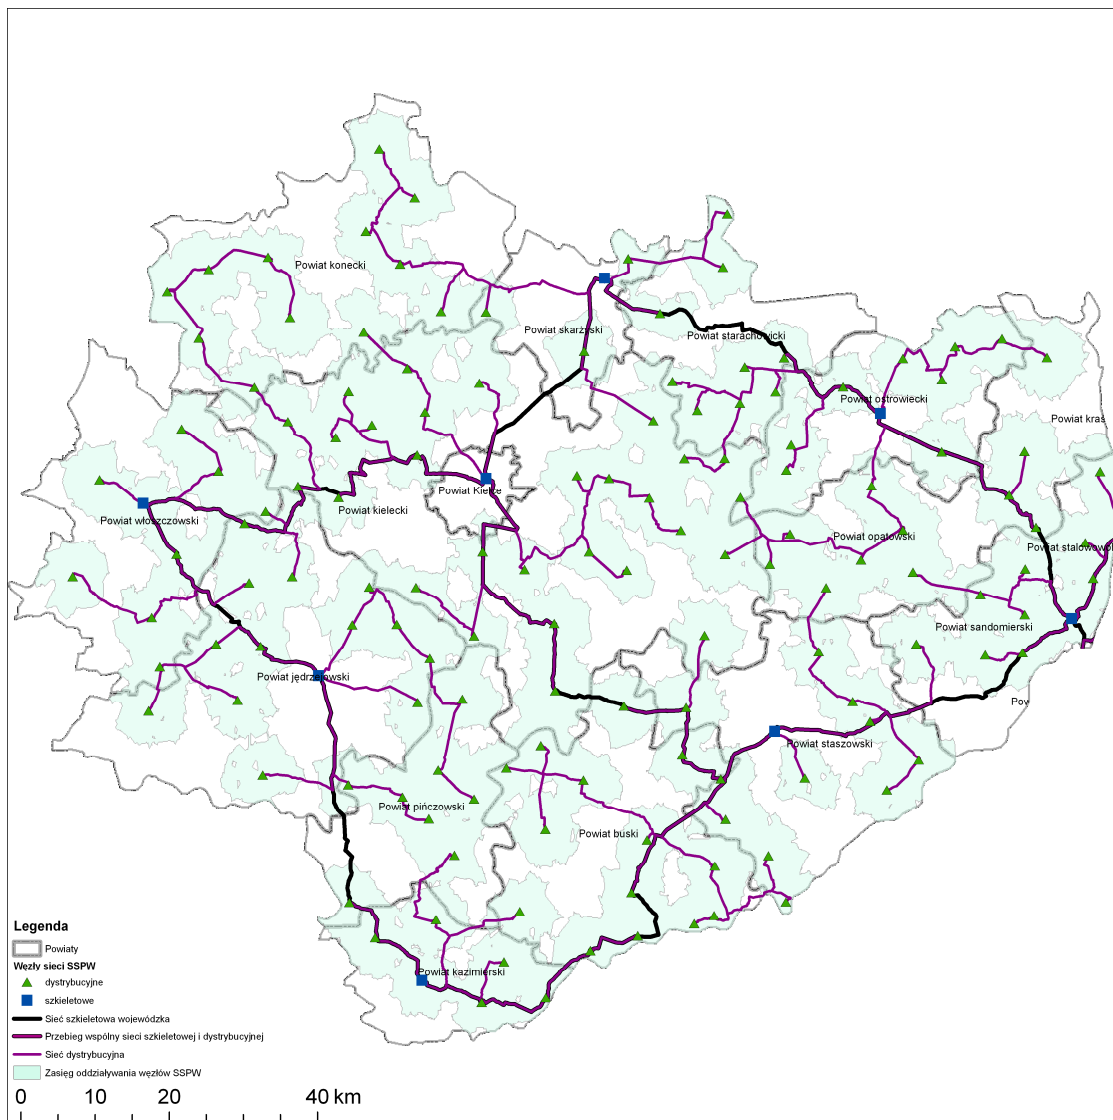 Powiat konecki
Powiat skarżyski
Powiat starachowicki
Powiat ostrowiecki
Powiat kraś
Powiat Kielce
Powiat włoszczowski
Powiat kielecki
Powiat opatowski
Powiat stalowowol
Powiat sandomierski
Powiat jędrzejowski
Pow
Powiat staszowski
Powiat pińczowski
Powiat buski
Powiat kazimierski
Legenda
Powiaty
Węzły sieci SSPW
dystrybucyjne
szkieletowe
Sieć szkieletowa wojewódzka
Przebieg wspólny sieci szkieletowej i dystrybucyjnej
Sieć dystrybucyjna
Zasięg oddziaływania węzłów SSPW
0 10 20 40 km